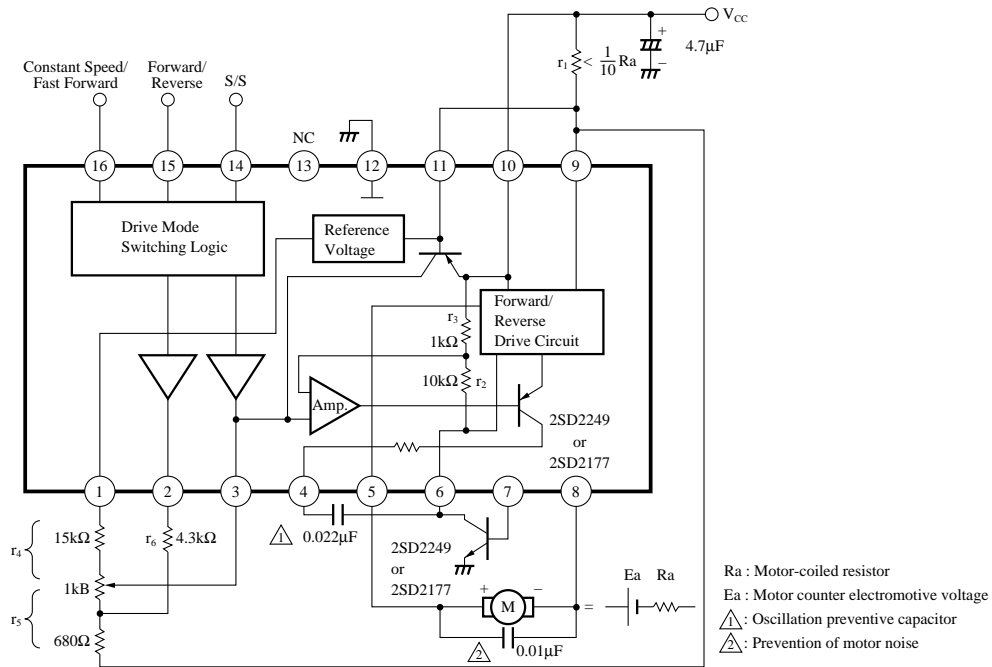 V_CC
+
4.7µF
−
r1 < 1/10 Ra
Constant Speed/
Fast Forward
Forward/
Reverse
S/S
NC
16
15
14
13
12
11
10
9
Drive Mode
Switching Logic
Reference
Voltage
Forward/
Reverse
Drive Circuit
r3
1kΩ
10kΩ r2
Amp.
2SD2249
or
2SD2177
1
2
3
4
5
6
7
8
r4
15kΩ
r6 4.3kΩ
1 0.022µF
1kB
r5
680Ω
2SD2249
or
2SD2177
+ M −
=
Ea Ra
2 0.01µF
Ra : Motor-coiled resistor
Ea : Motor counter electromotive voltage
1 : Oscillation preventive capacitor
2 : Prevention of motor noise